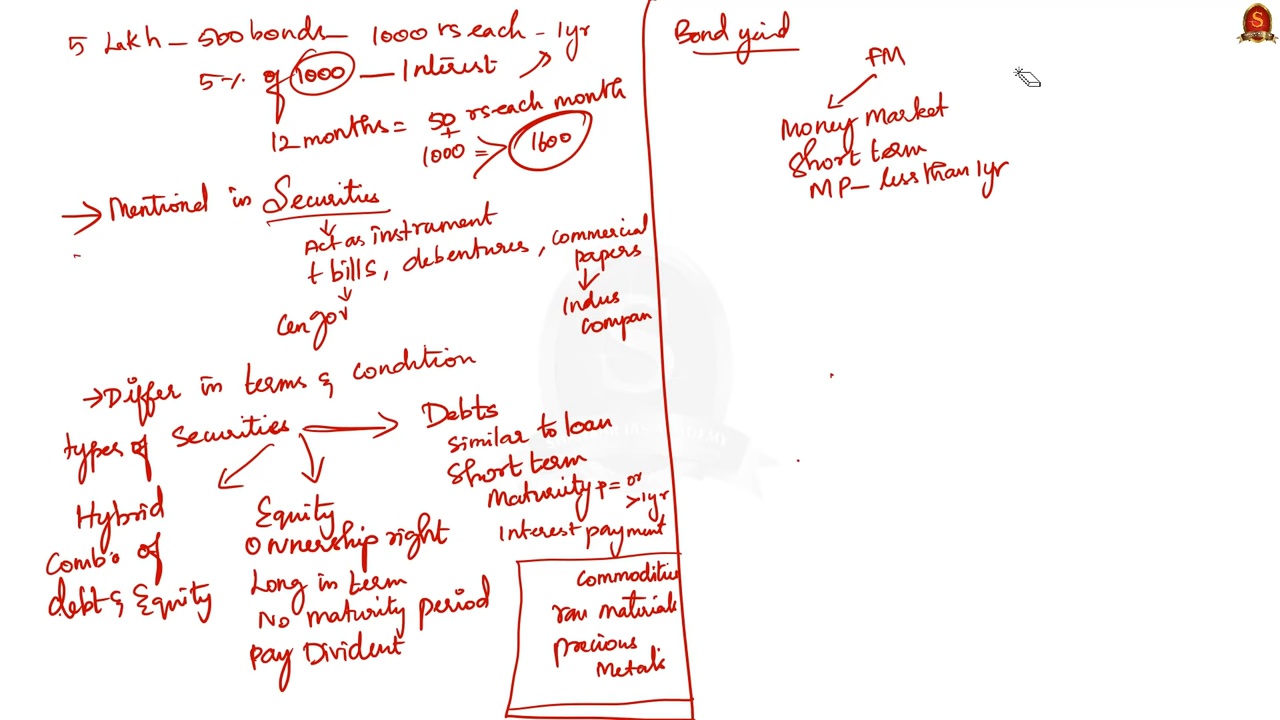 5 Lakh - 500 bonds - 1000 rs each - 1yr
5% of 1000 — Interest
12 months = 50 rs each month
+
1000 = 1600
→ Mentioned in Securities
Act as instrument
t bills, debentures, commercial papers
Cen gov
Indus
Compan
→ Differ in terms & condition
types of Securities
Debts
Similar to loan
Short term
Maturity p = or
>1yr
Interest payment
Hybrid
Combo of
debt & Equity
Equity
Ownership right
Long in term
No maturity period
Pay Divident
Commodities
raw materials
precious
Metals
Bond yield
FM
Money market
Short term
MP - less than 1yr